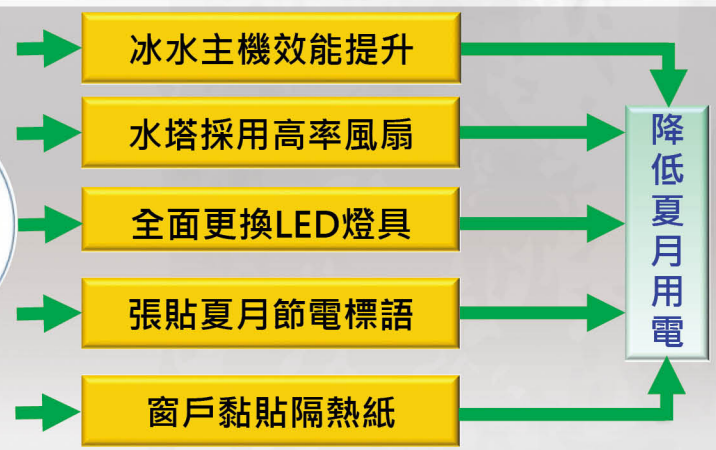 冰水主機效能提升
水塔採用高率風扇
全面更換LED燈具
張貼夏月節電標語
窗戶黏貼隔熱紙
降低夏月用電